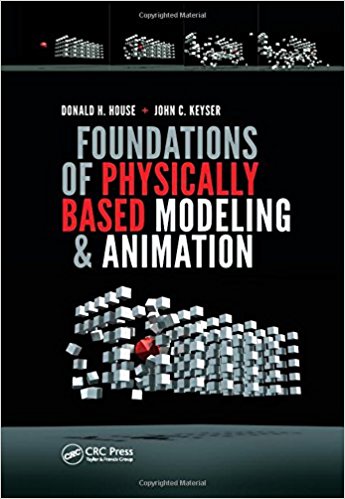 Copyrighted Material
DONALD H. HOUSE + JOHN C. KEYSER
FOUNDATIONS
OF PHYSICALLY
BASED MODELING
& ANIMATION
CRC
CRC Press
Taylor & Francis Group
Copyrighted Material